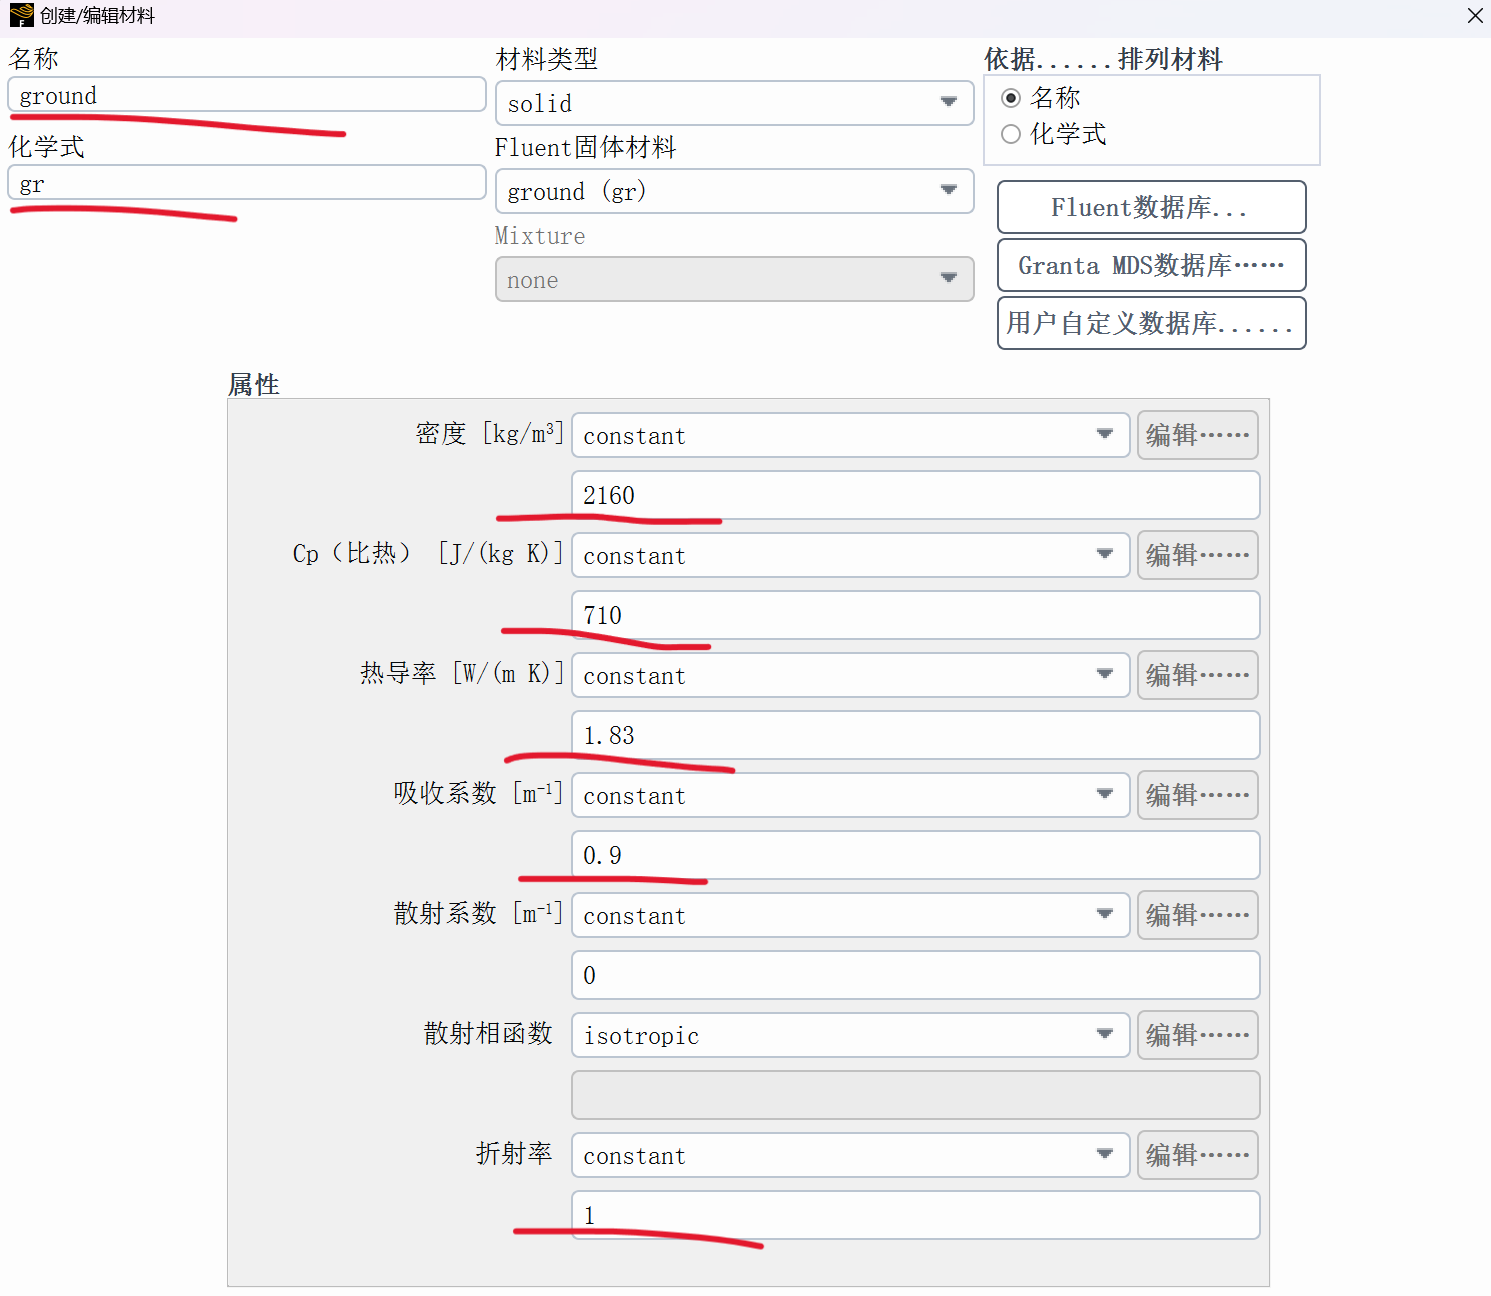 创建/编辑材料
名称
ground
化学式
gr
材料类型
solid
Fluent固体材料
ground (gr)
Mixture
none
依据......排列材料
名称
化学式
Fluent数据库...
Granta MDS数据库……
用户自定义数据库......
属性
密度 [kg/m³] constant 编辑……
2160
Cp（比热） [J/(kg K)] constant 编辑……
710
热导率 [W/(m K)] constant 编辑……
1.83
吸收系数 [m⁻¹] constant 编辑……
0.9
散射系数 [m⁻¹] constant 编辑……
0
散射相函数 isotropic 编辑……
折射率 constant 编辑……
1